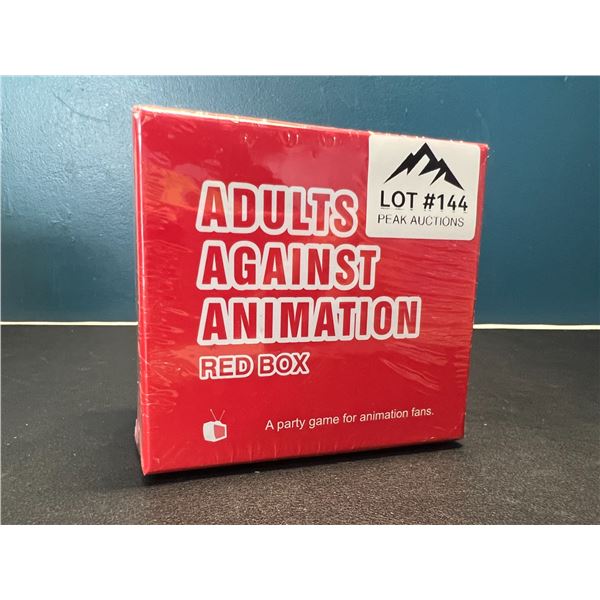 LOT #144
PEAK AUCTIONS
ADULTS
AGAINST
ANIMATION
RED BOX
A party game for animation fans.